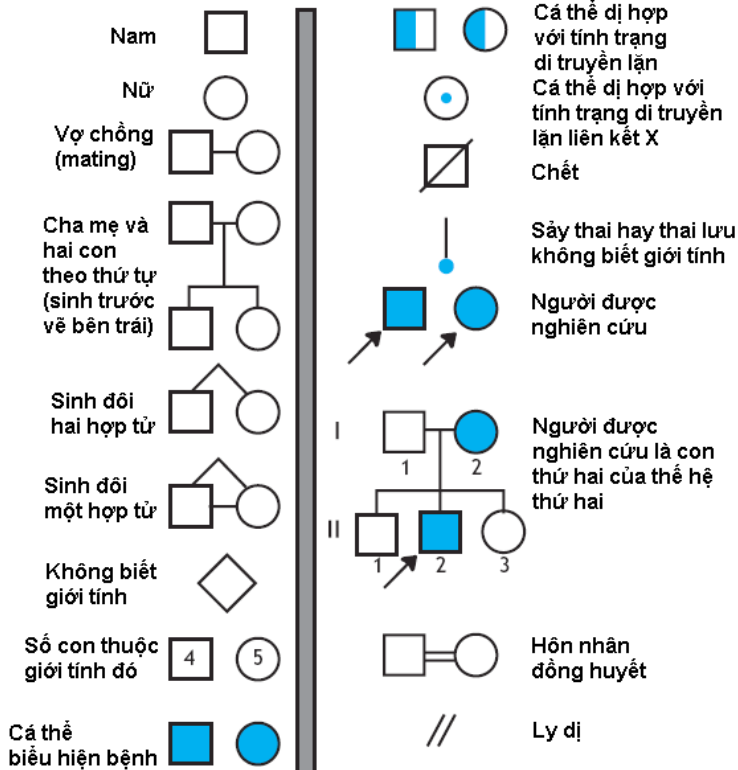 Nam
Nữ
Vợ chồng
(mating)
Cha mẹ và
hai con
theo thứ tự
(sinh trước
vẽ bên trái)
Sinh đôi
hai hợp tử
Sinh đôi
một hợp tử
Không biết
giới tính
Số con thuộc
giới tính đó
4 5
Cá thể
biểu hiện bệnh
Cá thể dị hợp
với tính trạng
di truyền lặn
Cá thể dị hợp với
tính trạng di truyền
lặn liên kết X
Chết
Sảy thai hay thai lưu
không biết giới tính
Người được
nghiên cứu
I
1 2
II
1 2 3
Người được
nghiên cứu là con
thứ hai của thế hệ
thứ hai
Hôn nhân
đồng huyết
Ly dị